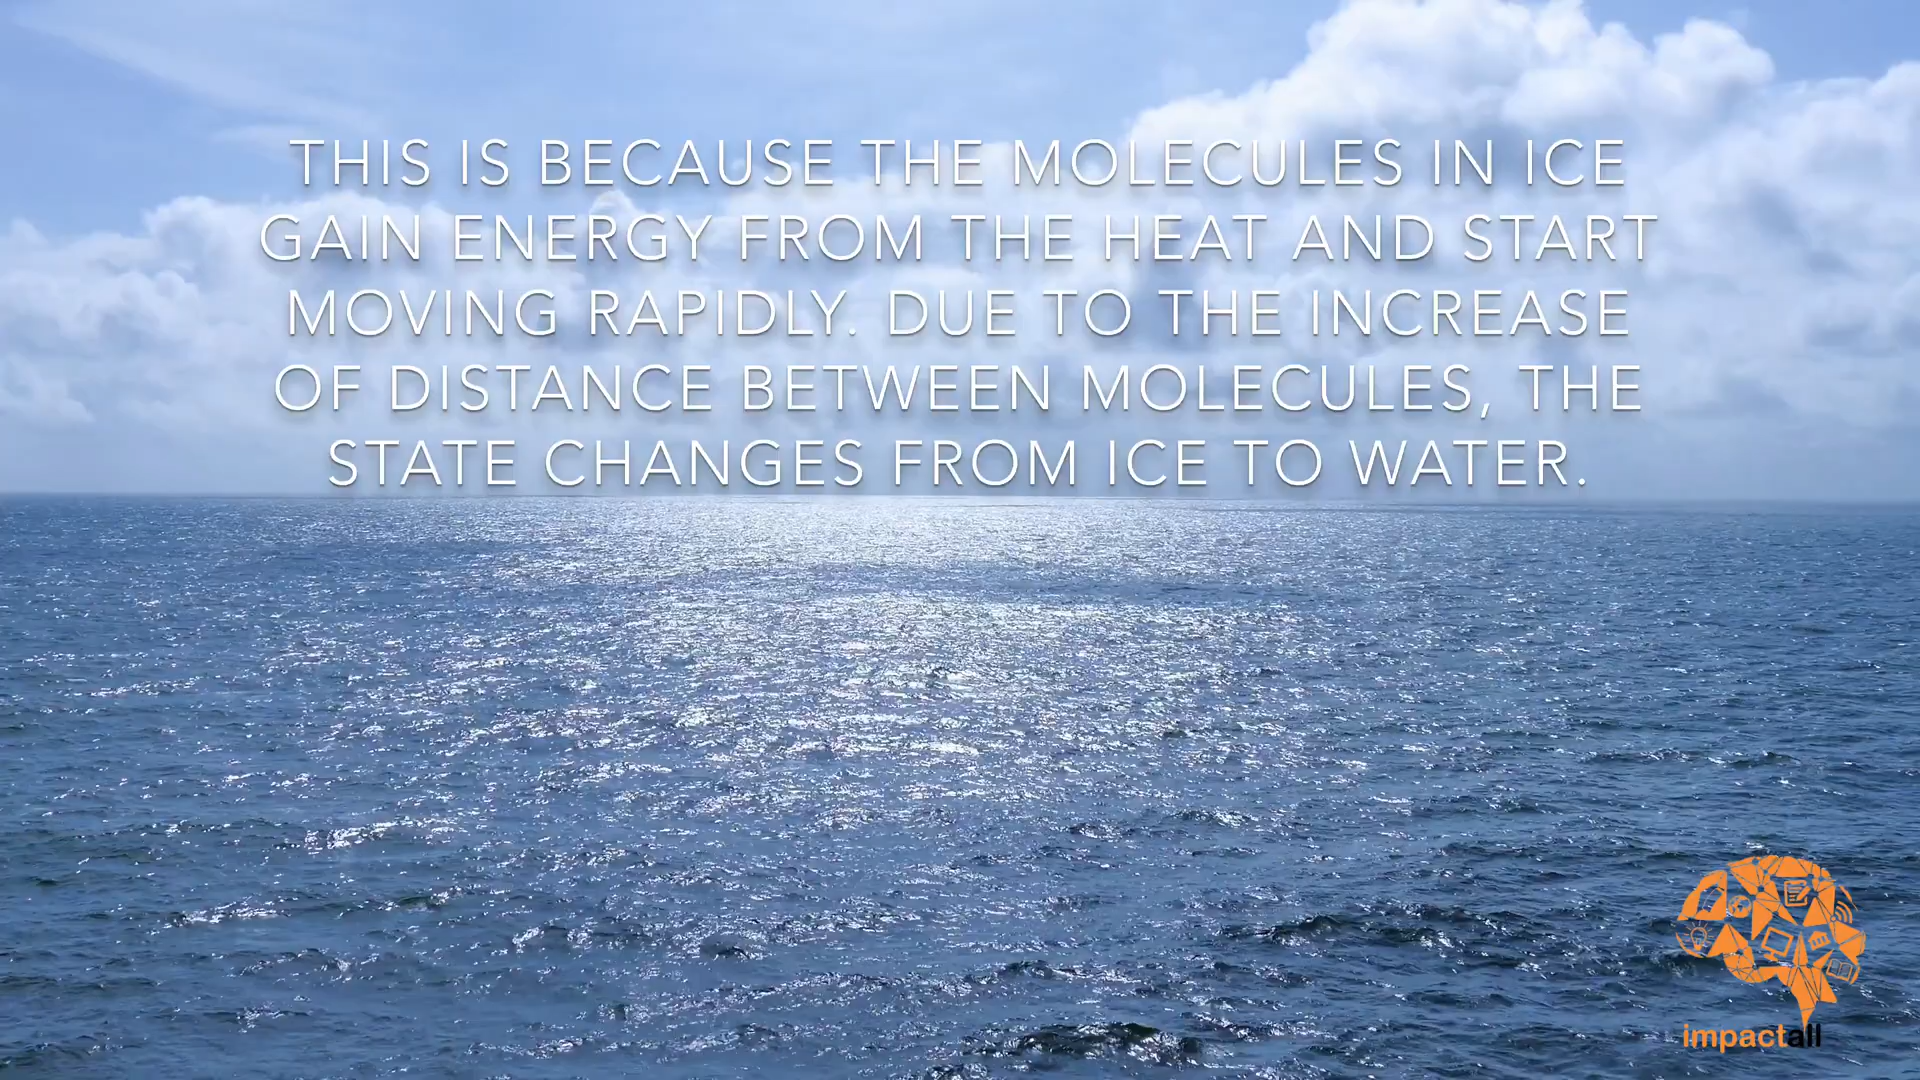 THIS IS BECAUSE THE MOLECULES IN ICE
GAIN ENERGY FROM THE HEAT AND START
MOVING RAPIDLY. DUE TO THE INCREASE
OF DISTANCE BETWEEN MOLECULES, THE
STATE CHANGES FROM ICE TO WATER.
impactall